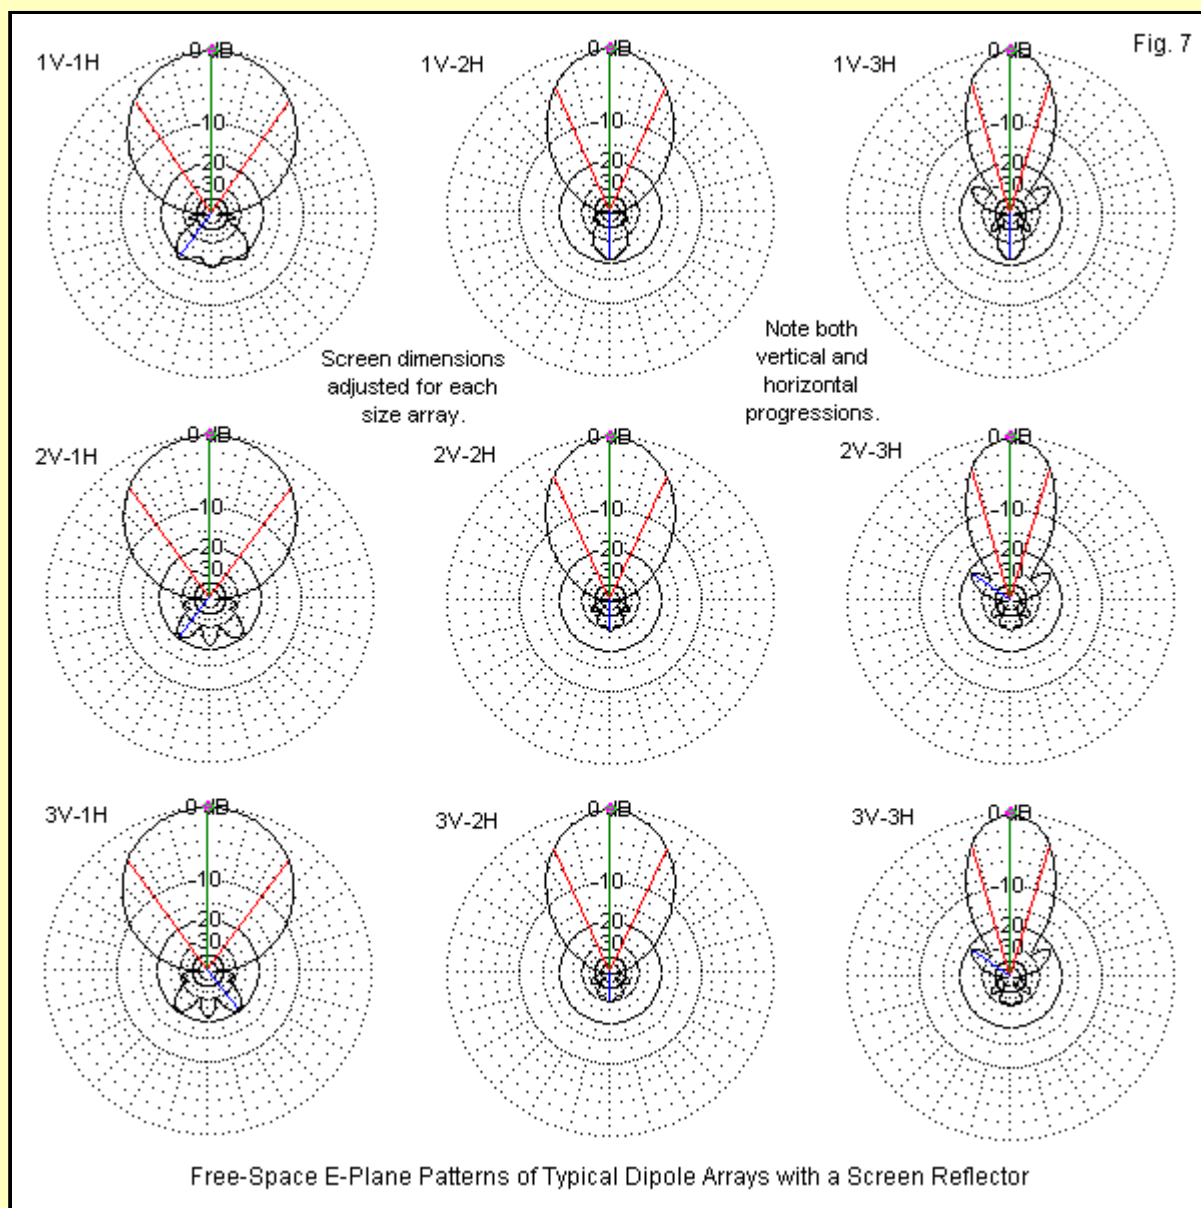 Fig. 7
1V-1H
0 dB
-10
-20
-30
1V-2H
0 dB
-10
-20
-30
1V-3H
0 dB
-10
-20
-30
Screen dimensions
adjusted for each
size array.
Note both
vertical and
horizontal
progressions.
2V-1H
0 dB
-10
-20
-30
2V-2H
0 dB
-10
-20
-30
2V-3H
0 dB
-10
-20
-30
3V-1H
0 dB
-10
-20
-30
3V-2H
0 dB
-10
-20
-30
3V-3H
0 dB
-10
-20
-30
Free-Space E-Plane Patterns of Typical Dipole Arrays with a Screen Reflector